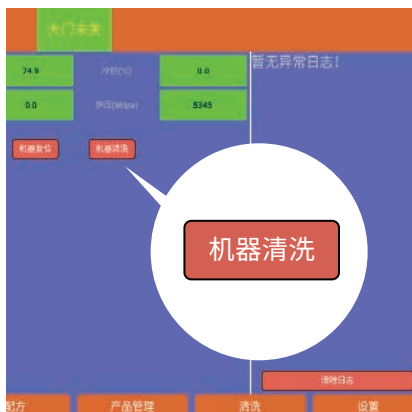 大门未关
暂无异常日志!
74.9 冷却(℃) 0.0
0.0 炉压(Mpa) .5345
机器复位 机器清洗
机器清洗
清除日志
配方 产品管理 清洗 设置